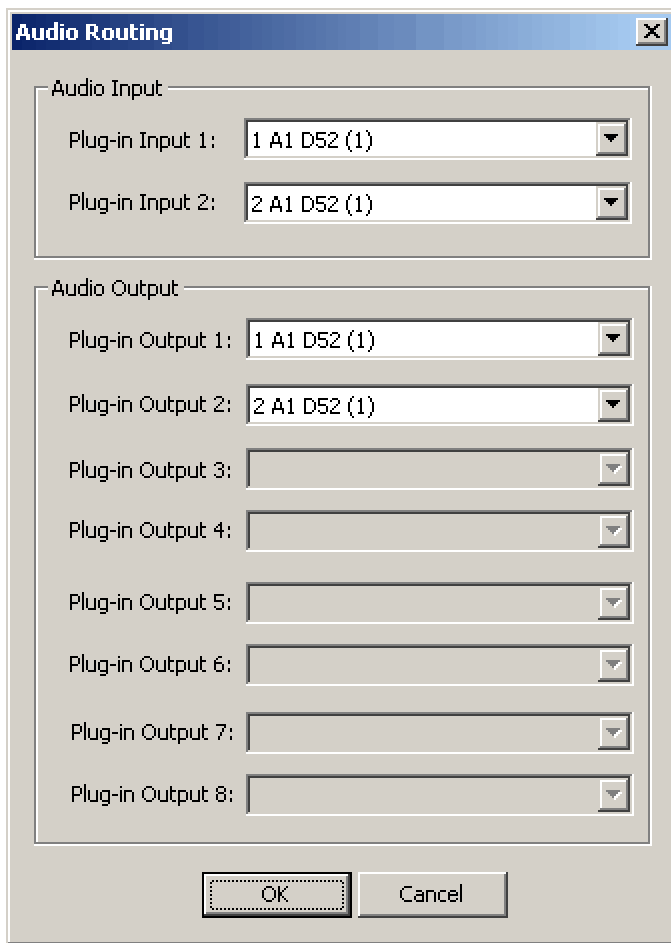 Audio Routing
Audio Input
Plug-in Input 1: 1 A1 D52 (1)
Plug-in Input 2: 2 A1 D52 (1)
Audio Output
Plug-in Output 1: 1 A1 D52 (1)
Plug-in Output 2: 2 A1 D52 (1)
Plug-in Output 3:
Plug-in Output 4:
Plug-in Output 5:
Plug-in Output 6:
Plug-in Output 7:
Plug-in Output 8:
OK Cancel